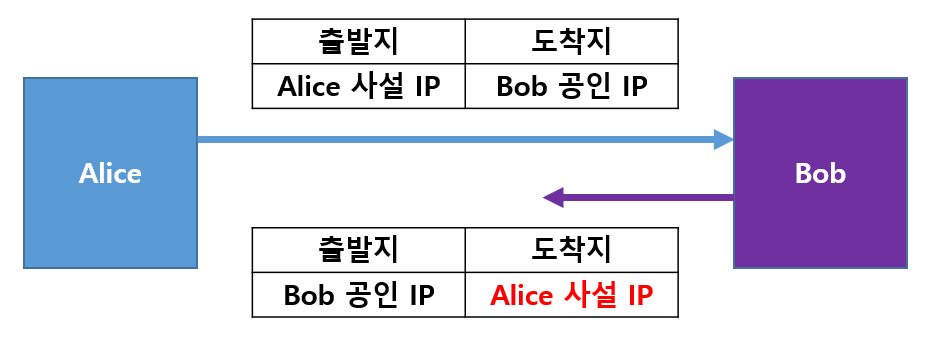 출발지 도착지
Alice 사설 IP Bob 공인 IP
Alice
Bob
출발지 도착지
Bob 공인 IP Alice 사설 IP